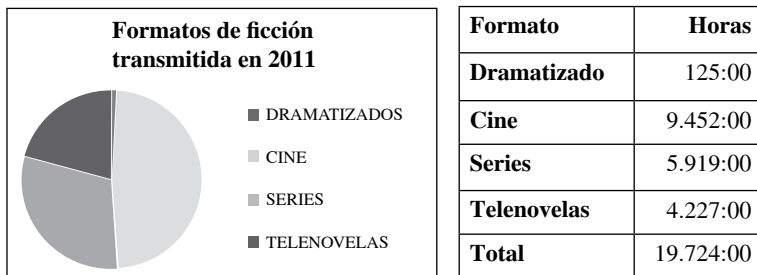 Formatos de ficción
transmitida en 2011
DRAMATIZADOS
CINE
SERIES
TELENOVELAS
Formato Horas
Dramatizado 125:00
Cine 9.452:00
Series 5.919:00
Telenovelas 4.227:00
Total 19.724:00